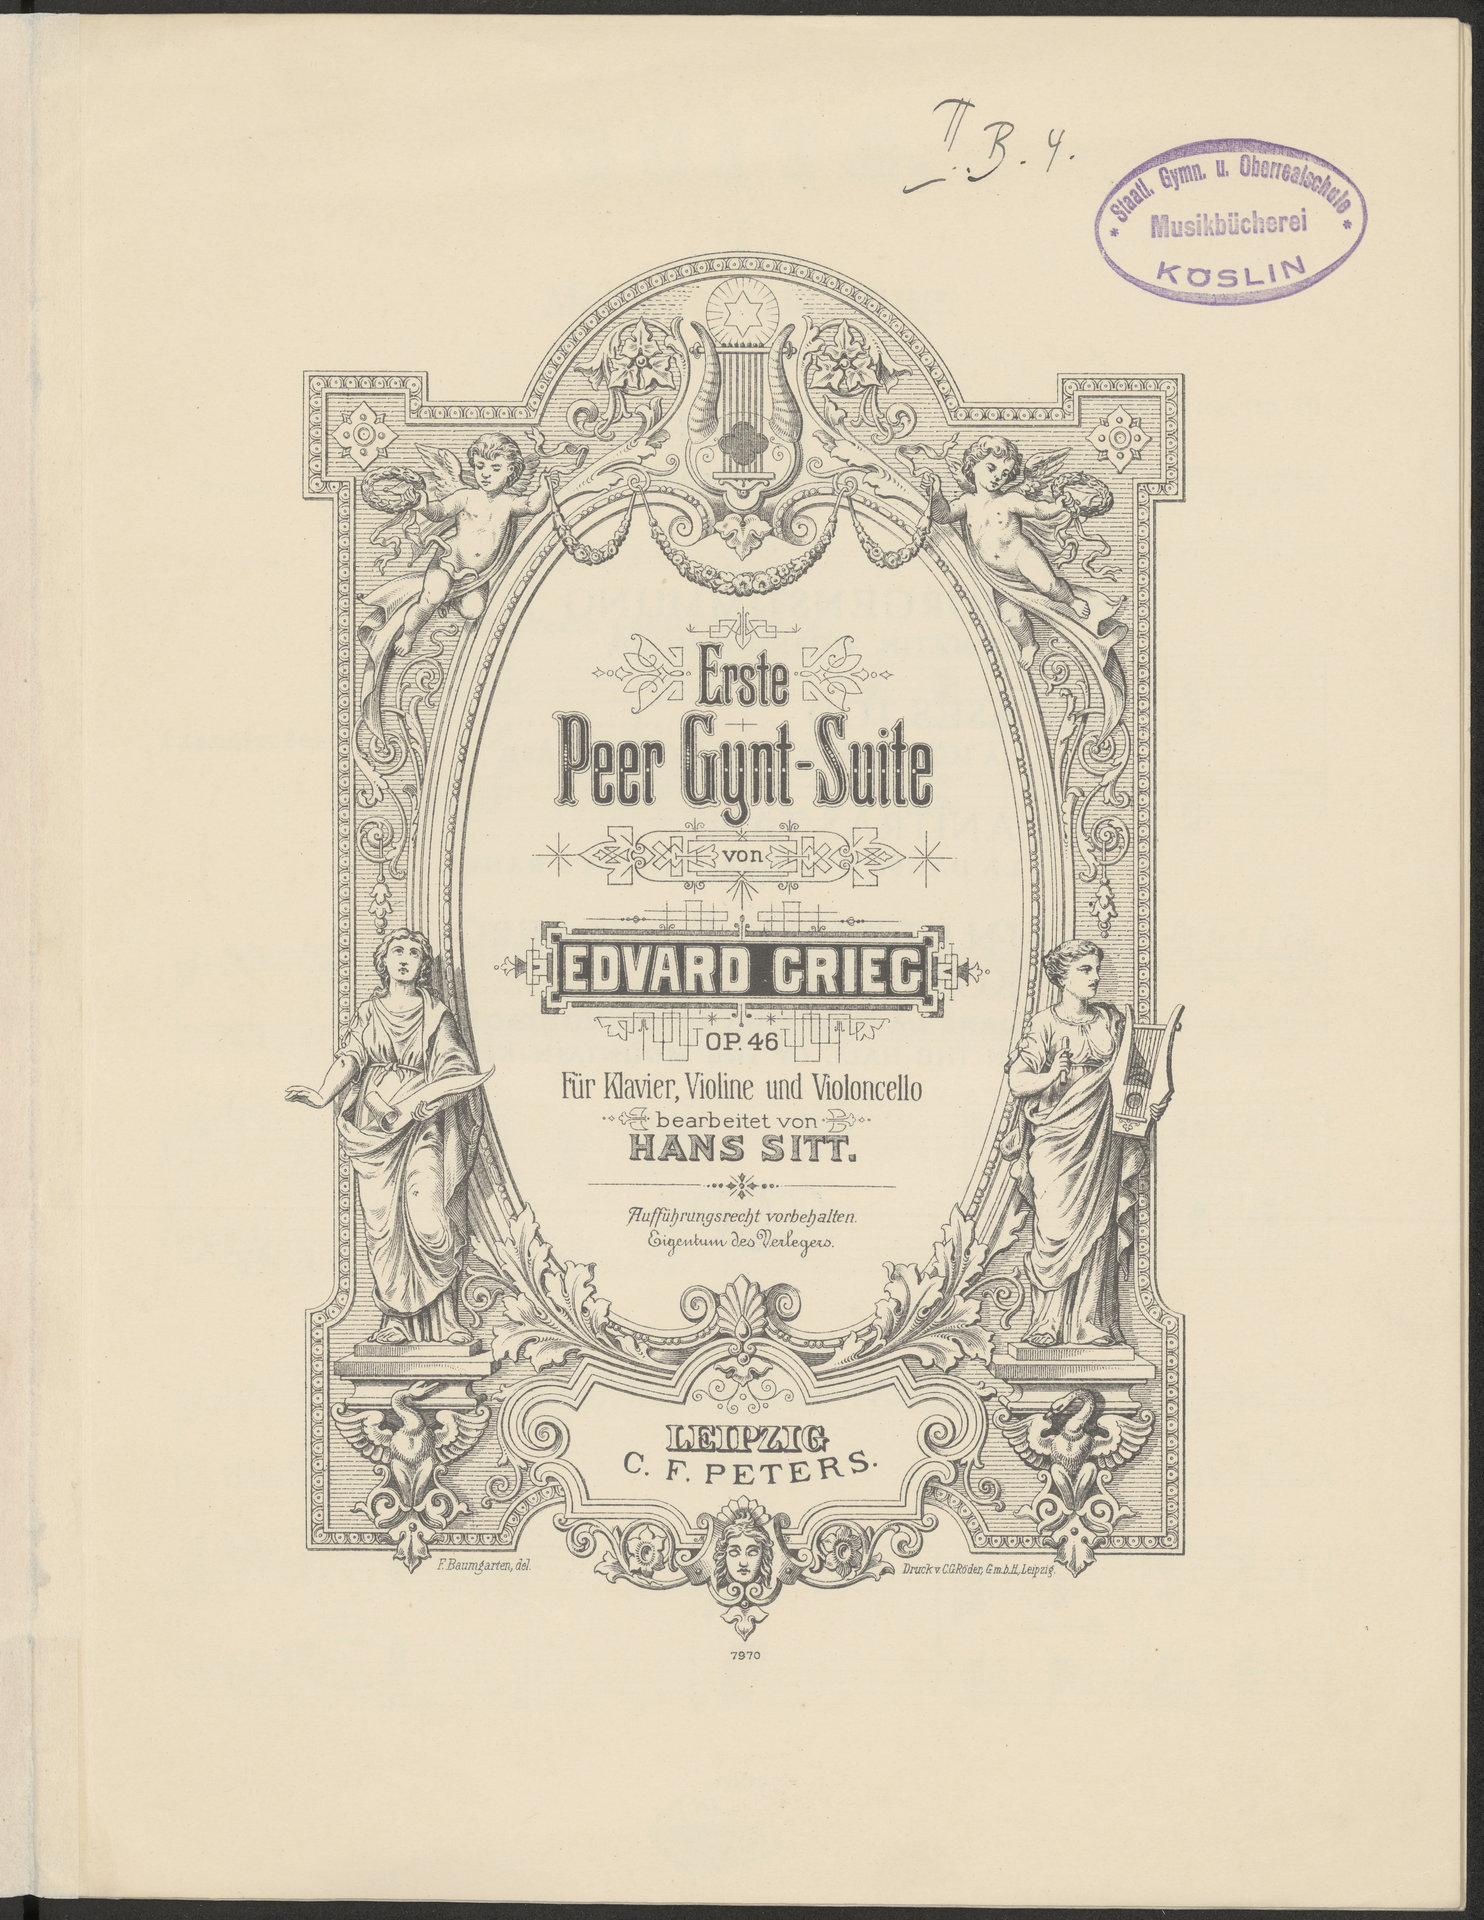 II. B. 4.
* Staatl. Gymn. u. Oberrealschule *
Musikbücherei
KÖSLIN
Erste
Peer Gynt-Suite
von
EDVARD GRIEG
OP. 46
Für Klavier, Violine und Violoncello
bearbeitet von
HANS SITT.
Aufführungsrecht vorbehalten.
Eigentum des Verlegers.
LEIPZIG
C. F. PETERS.
F. Baumgarten, del.
Druck v. C.G. Röder, G.m.b.H., Leipzig.
7970